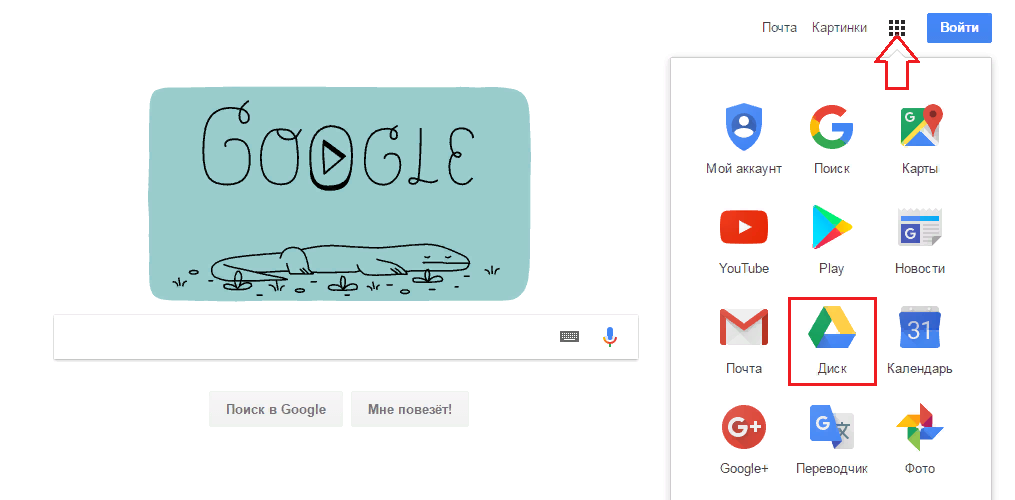 Почта Картинки Войти
GOOGLE
Поиск в Google Мне повезёт!
Мой аккаунт Поиск Карты
YouTube Play Новости
31
Почта Диск Календарь
G+
Google+ Переводчик Фото